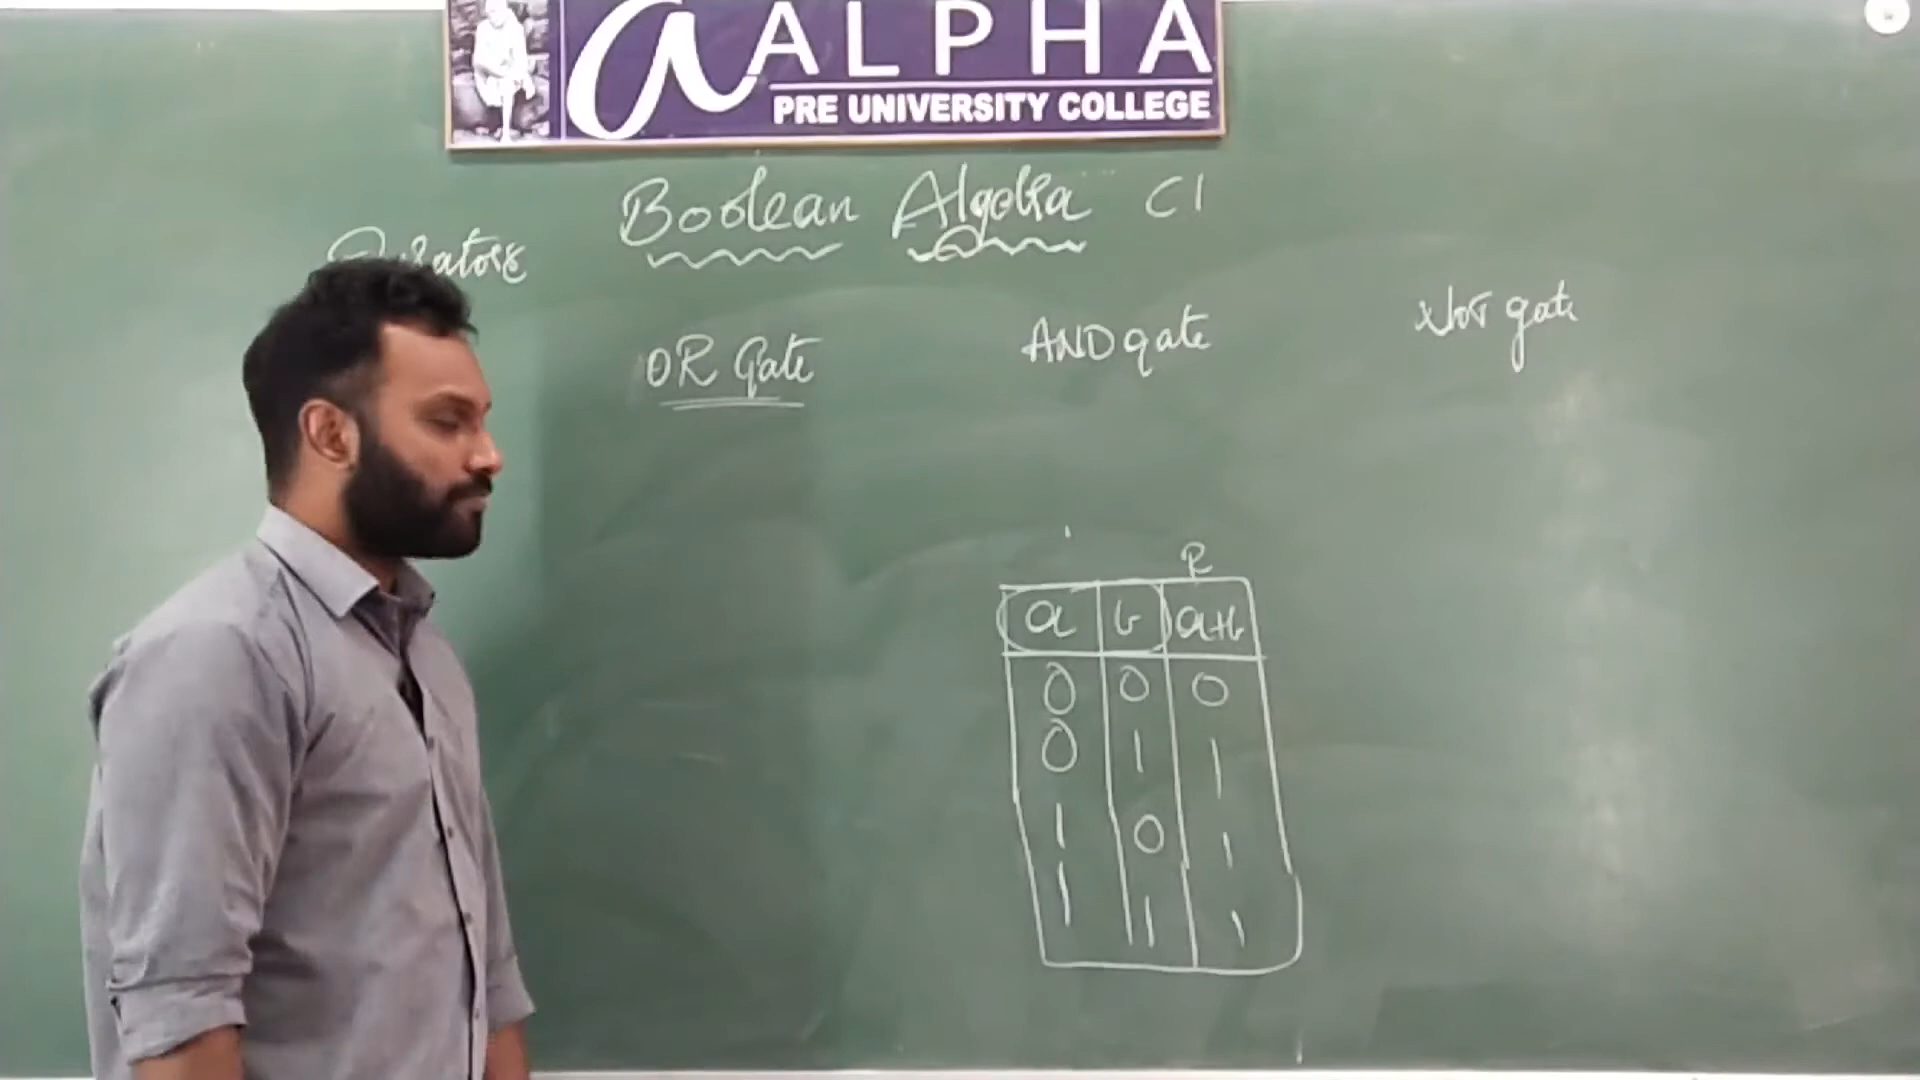 a ALPHA
PRE UNIVERSITY COLLEGE
Boolean Algebra C1
OR Gate
AND gate
gate
R
a b a+b
0 0 0
0 1 1
1 0 1
1 1 1